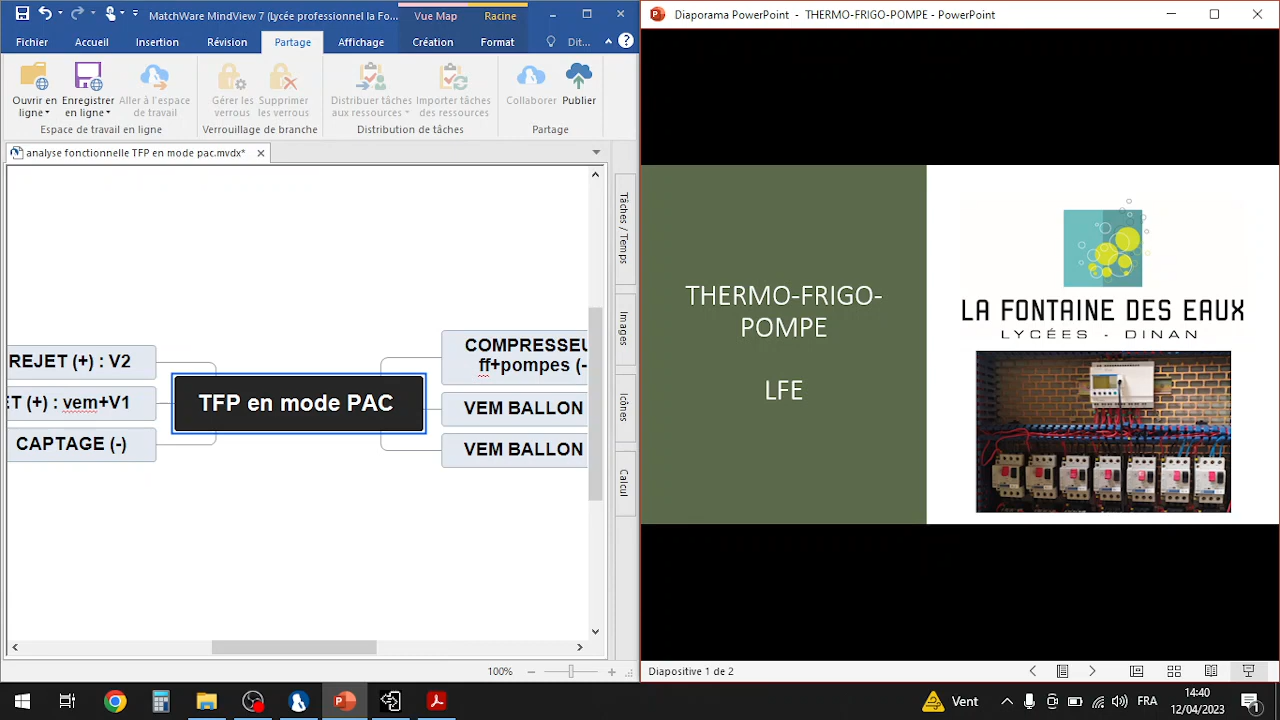 MatchWare MindView 7 (Lycée professionnel la Fo...
Vue Map
Racine
Fichier
Accueil
Insertion
Révision
Partage
Affichage
Création
Format
Dit...
Ouvrir en ligne
Enregistrer en ligne
Aller à l'espace de travail
Espace de travail en ligne
Gérer les verrous
Supprimer les verrous
Verrouillage de branche
Distribuer tâches aux ressources
Importer tâches des ressources
Distribution de tâches
Collaborer
Publier
Partage
analyse fonctionnelle TFP en mode pac.mvdx*
Tâches / Temps
Images
Icônes
Calcul
REJET (+) : V2
ET (+) : vem+V1
CAPTAGE (-)
TFP en mode PAC
COMPRESSEU
ff+pompes (-
VEM BALLON
VEM BALLON
100%
Diaporama PowerPoint - THERMO-FRIGO-POMPE - PowerPoint
THERMO-FRIGO-
POMPE
LFE
LA FONTAINE DES EAUX
LYCÉES - DINAN
Diapositive 1 de 2
Vent
FRA
14:40
12/04/2023
1